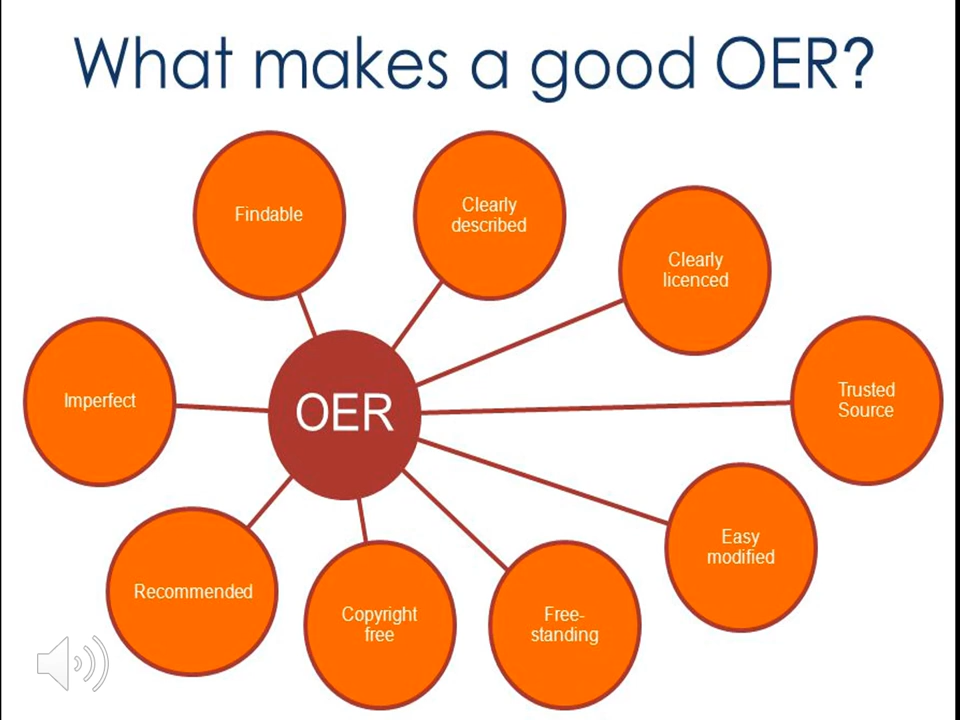 What makes a good OER?
Findable
Clearly
described
Clearly
licenced
Trusted
Source
Easy
modified
Free-
standing
Copyright
free
Recommended
Imperfect
OER